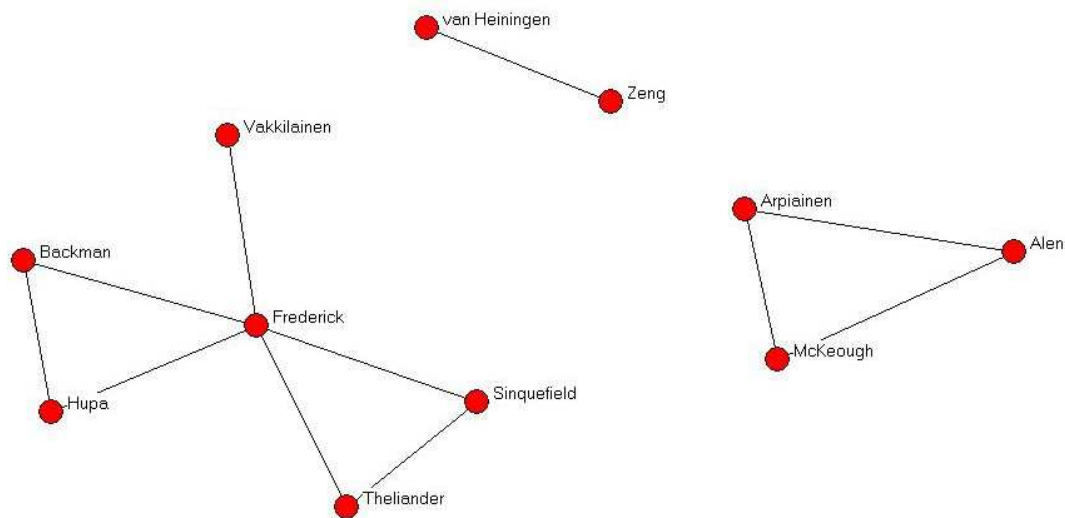 van Heiningen
Zeng
Vakkilainen
Arpiainen
Alen
Backman
Frederick
McKeough
Sinquefield
Hupa
Theliander